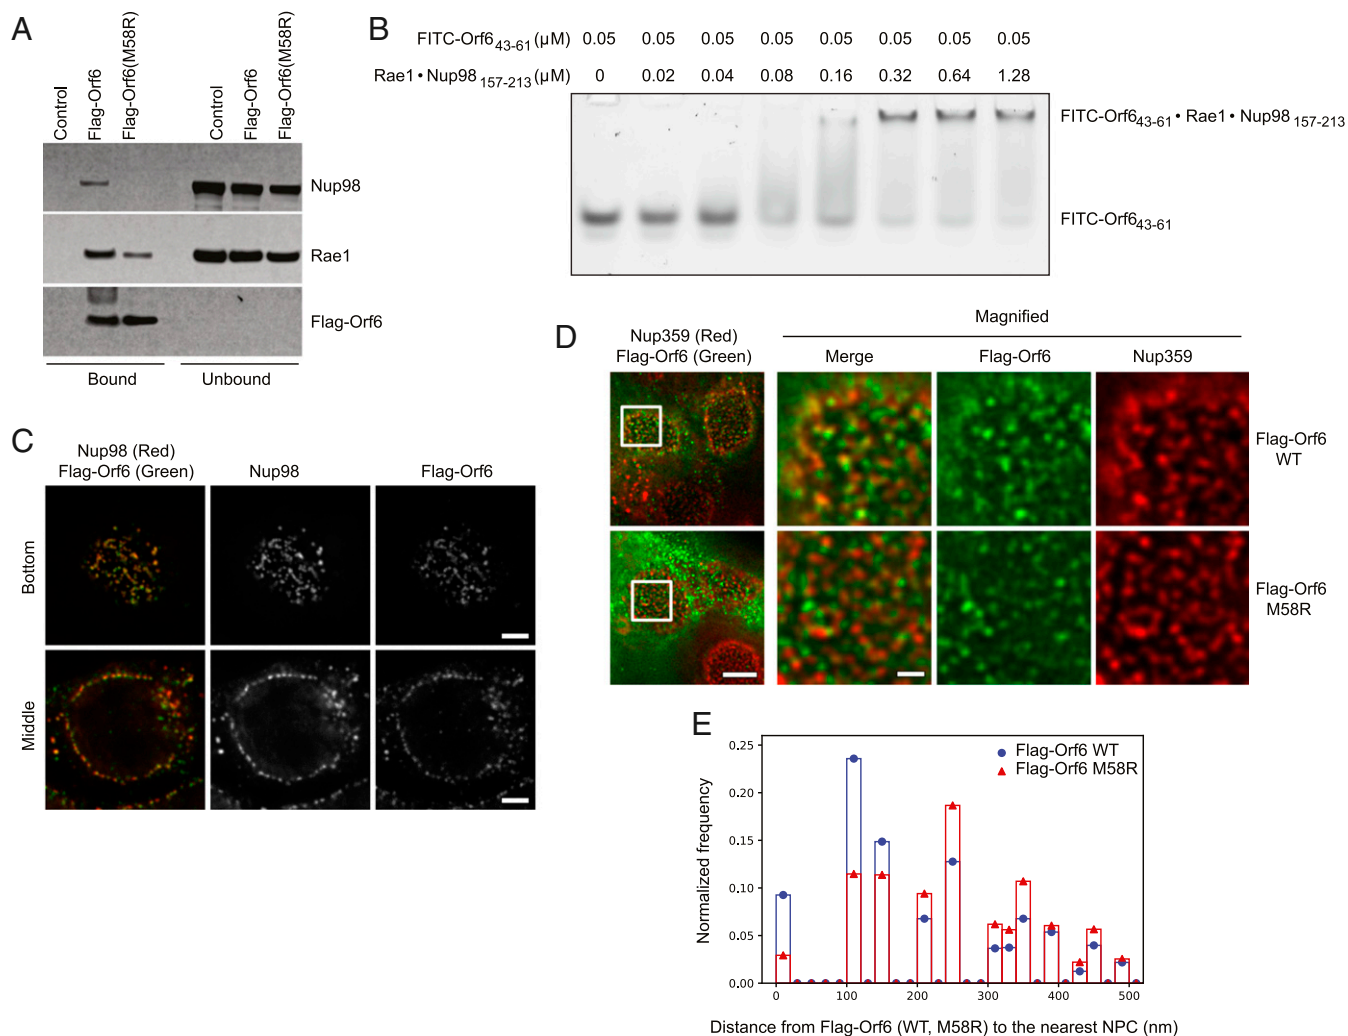 A
Control
Flag-Orf6
Flag-Orf6(M58R)
Control
Flag-Orf6
Flag-Orf6(M58R)
Nup98
Rae1
Flag-Orf6
Bound
Unbound
B
FITC-Orf6 43-61 (μM) 0.05 0.05 0.05 0.05 0.05 0.05 0.05 0.05
Rae1•Nup98 157-213 (μM) 0 0.02 0.04 0.08 0.16 0.32 0.64 1.28
FITC-Orf6 43-61 • Rae1 • Nup98 157-213
FITC-Orf6 43-61
C
Nup98 (Red)
Flag-Orf6 (Green)
Nup98
Flag-Orf6
Bottom
Middle
D
Nup359 (Red)
Flag-Orf6 (Green)
Magnified
Merge
Flag-Orf6
Nup359
Flag-Orf6
WT
Flag-Orf6
M58R
E
Flag-Orf6 WT
Flag-Orf6 M58R
Normalized frequency
0.25
0.20
0.15
0.10
0.05
0.00
0 100 200 300 400 500
Distance from Flag-Orf6 (WT, M58R) to the nearest NPC (nm)